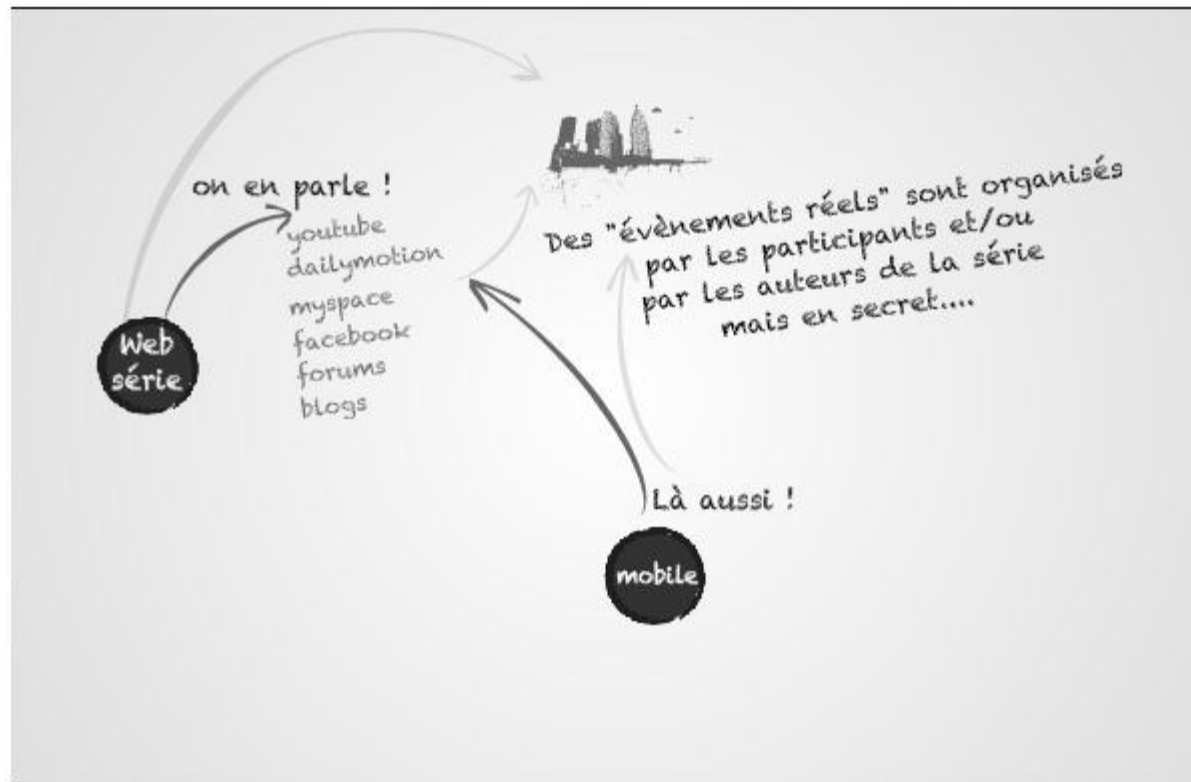 on en parle !
youtube
dailymotion
myspace
facebook
forums
blogs
Web
série
Des "évènements réels" sont organisés
par les participants et/ou
par les auteurs de la série
mais en secret....
Là aussi !
mobile